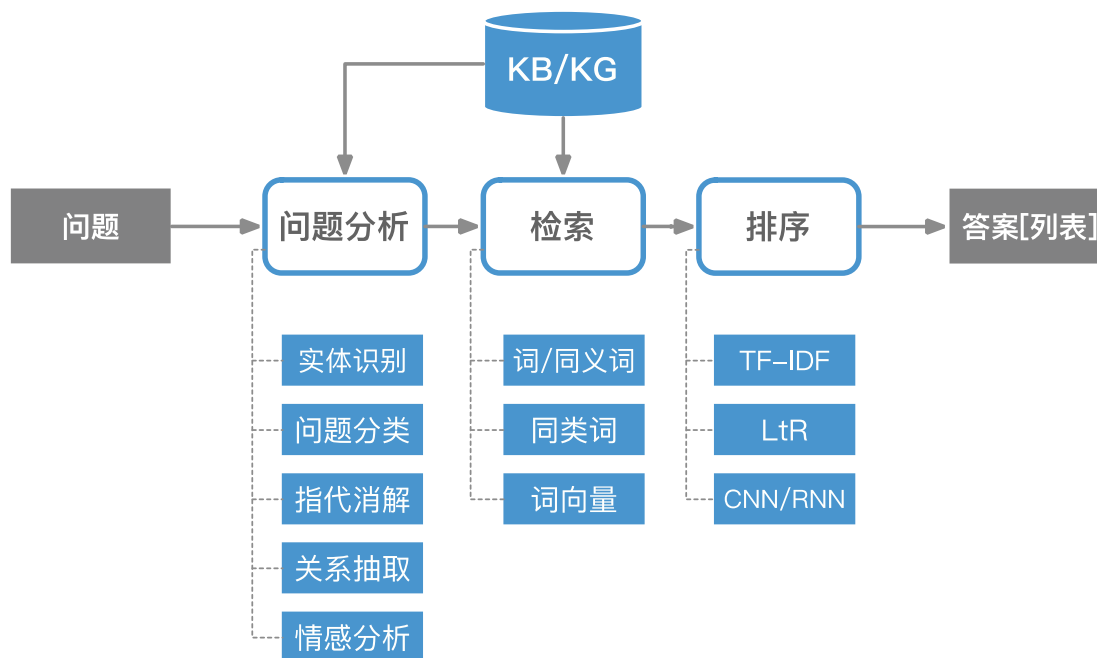 KB/KG
问题
问题分析
检索
排序
答案[列表]
实体识别
词/同义词
TF-IDF
问题分类
同类词
LtR
指代消解
词向量
CNN/RNN
关系抽取
情感分析